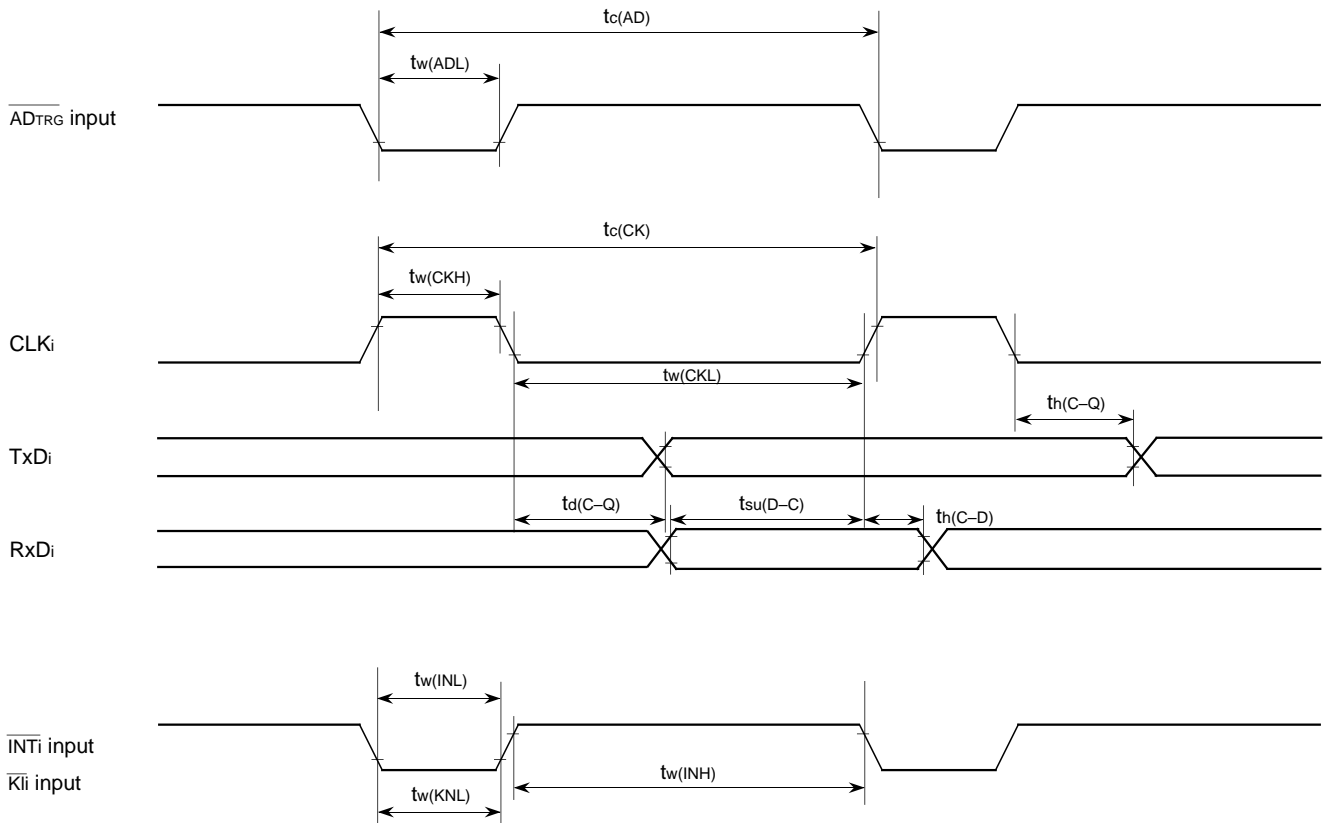 tc(AD)
tw(ADL)
ADTRG input
tc(CK)
tw(CKH)
CLKi
tw(CKL)
th(C–Q)
TxDi
td(C–Q)
tsu(D–C)
th(C–D)
RxDi
tw(INL)
INTi input
KIi input
tw(INH)
tw(KNL)